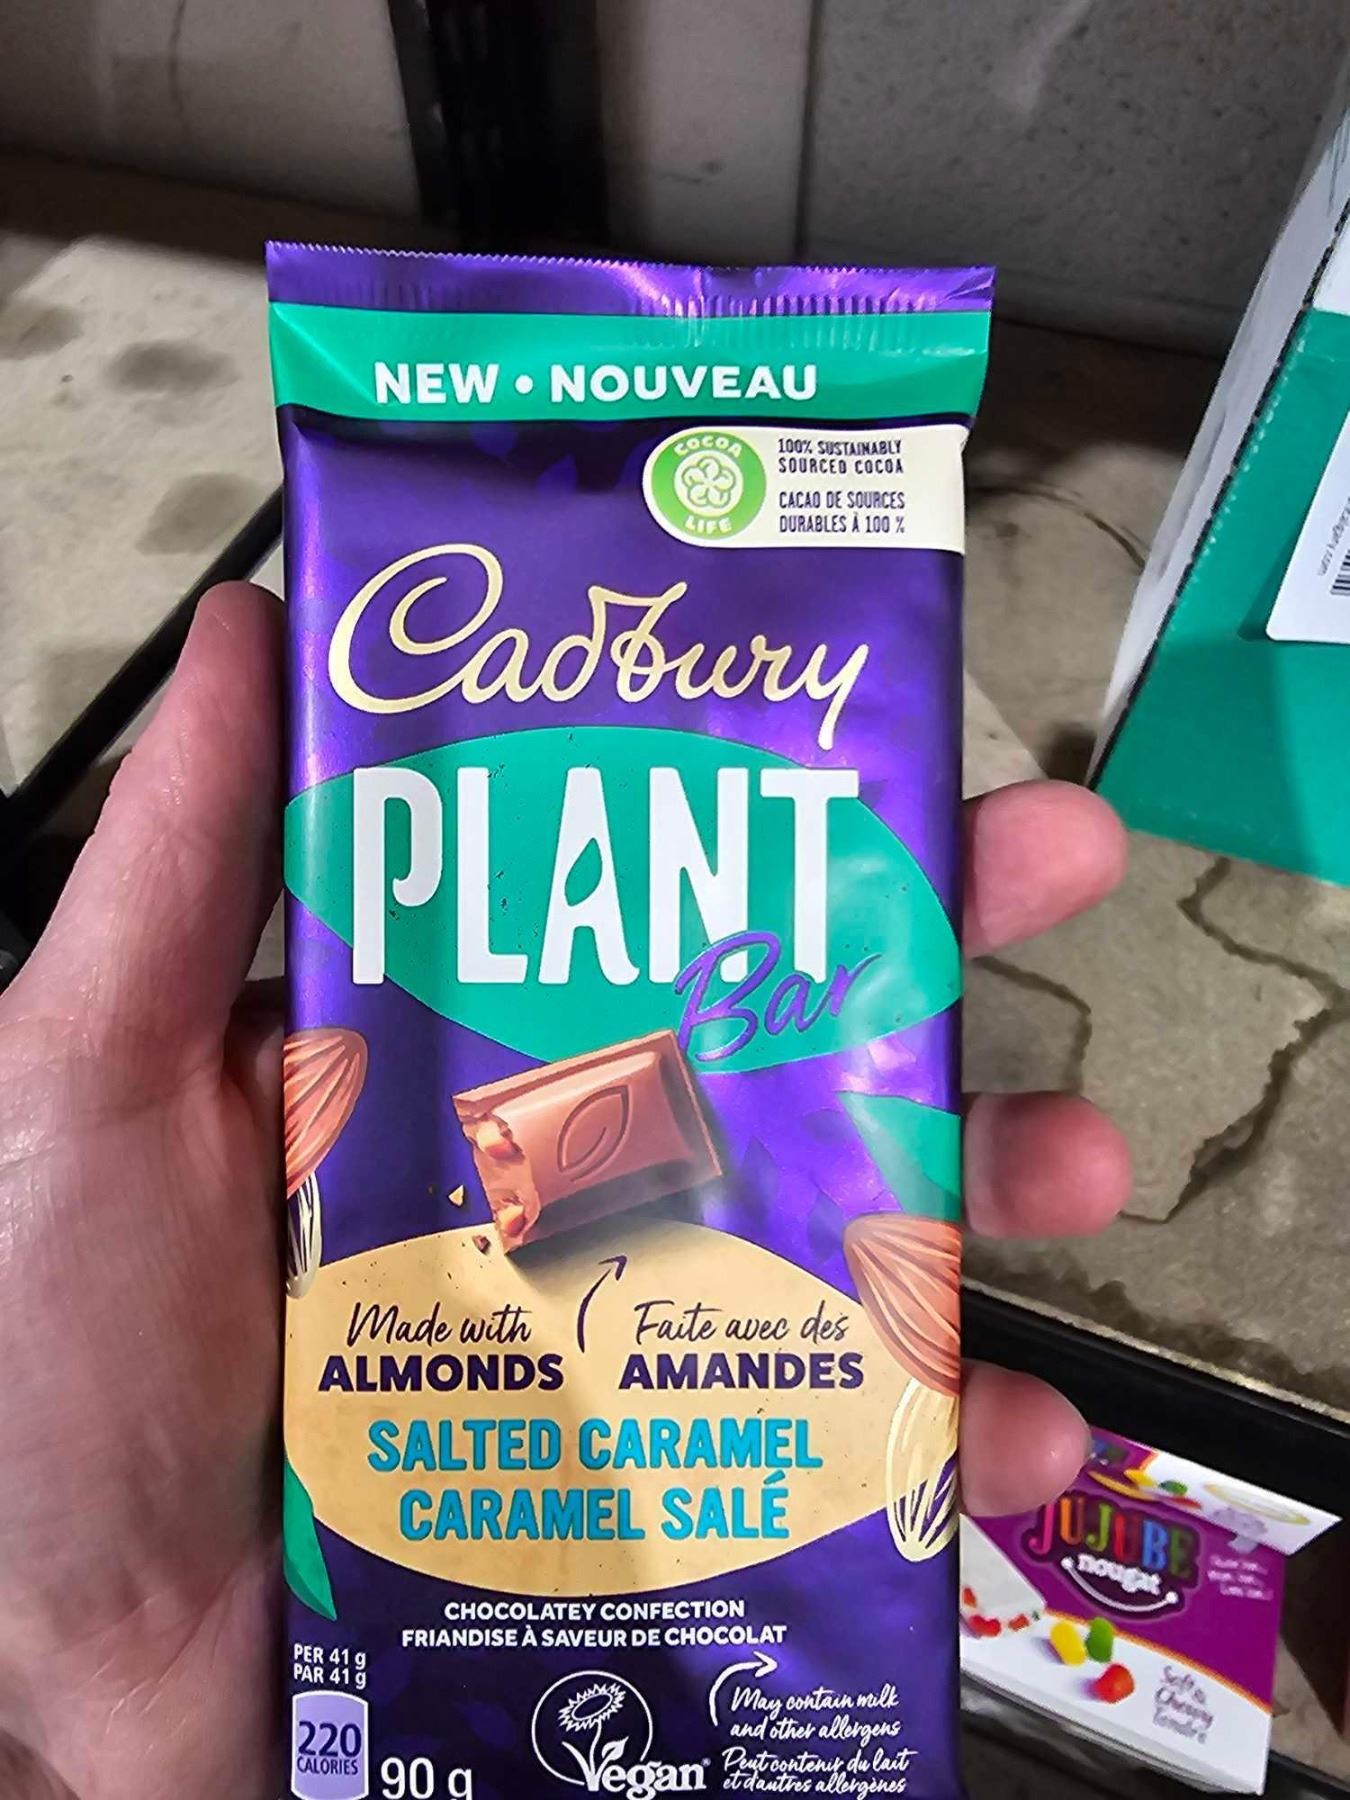 NEW • NOUVEAU
COCOA
LIFE
100% SUSTAINABLY
SOURCED COCOA
CACAO DE SOURCES
DURABLES À 100 %
Cadbury
PLANT
Bar
Made with
ALMONDS
Faite avec des
AMANDES
SALTED CARAMEL
CARAMEL SALÉ
CHOCOLATEY CONFECTION
FRIANDISE À SAVEUR DE CHOCOLAT
PER 41 g
PAR 41 g
220
CALORIES
90 g
Vegan
May contain milk
and other allergens
Peut contenir du lait
et d'autres allergènes
JUJUBE
nougat
Soft &
Chewy